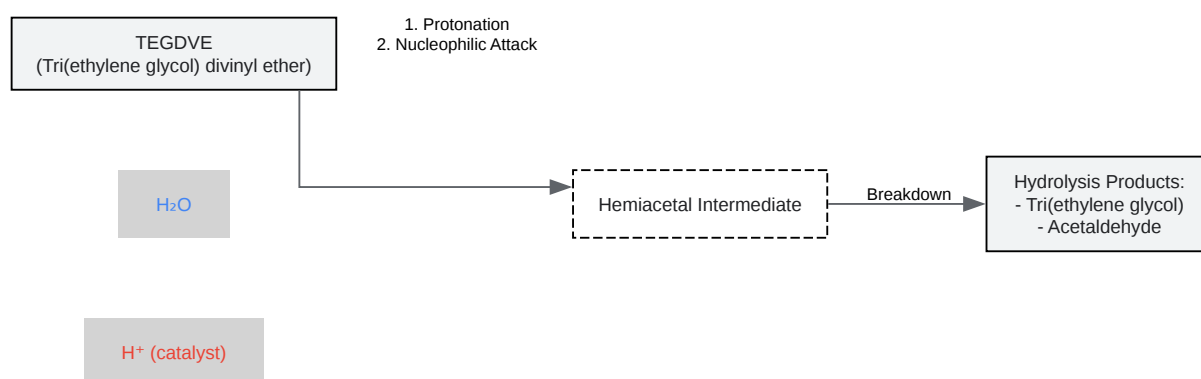 TEGDVE
(Tri(ethylene glycol) divinyl ether)
1. Protonation
2. Nucleophilic Attack
H₂O
Hemiacetal Intermediate
Breakdown
Hydrolysis Products:
- Tri(ethylene glycol)
- Acetaldehyde
H⁺ (catalyst)